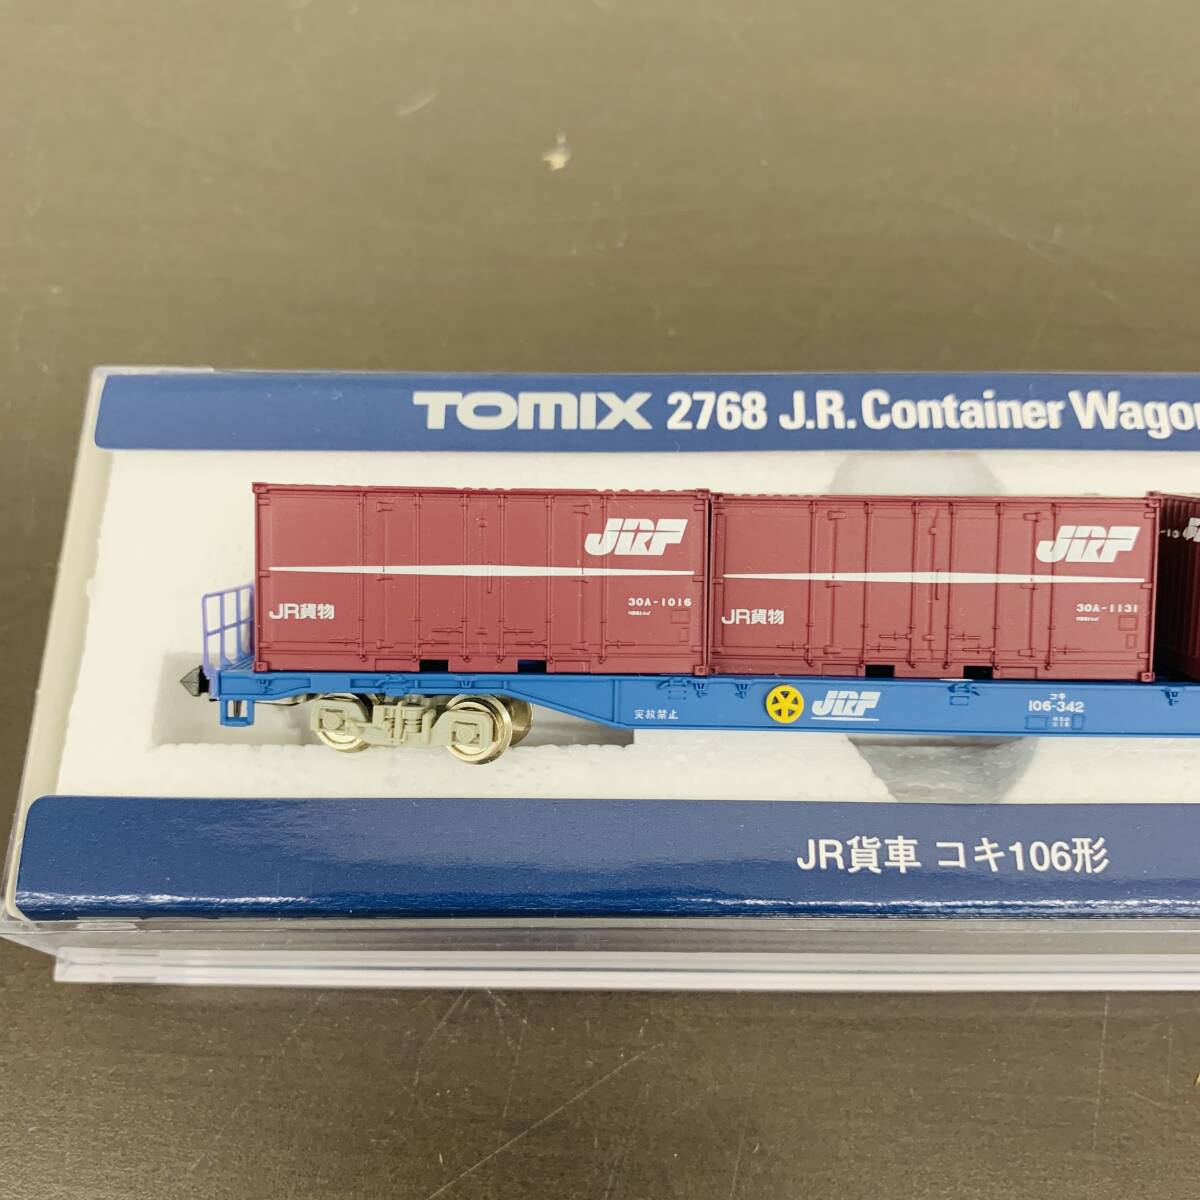 TOMIX 2768 J.R. Container Wagon
JRF
JR貨物
30A-1016
JRF
JR貨物
30A-1131
突放禁止
JRF
コキ
106-342
JR貨車 コキ106形